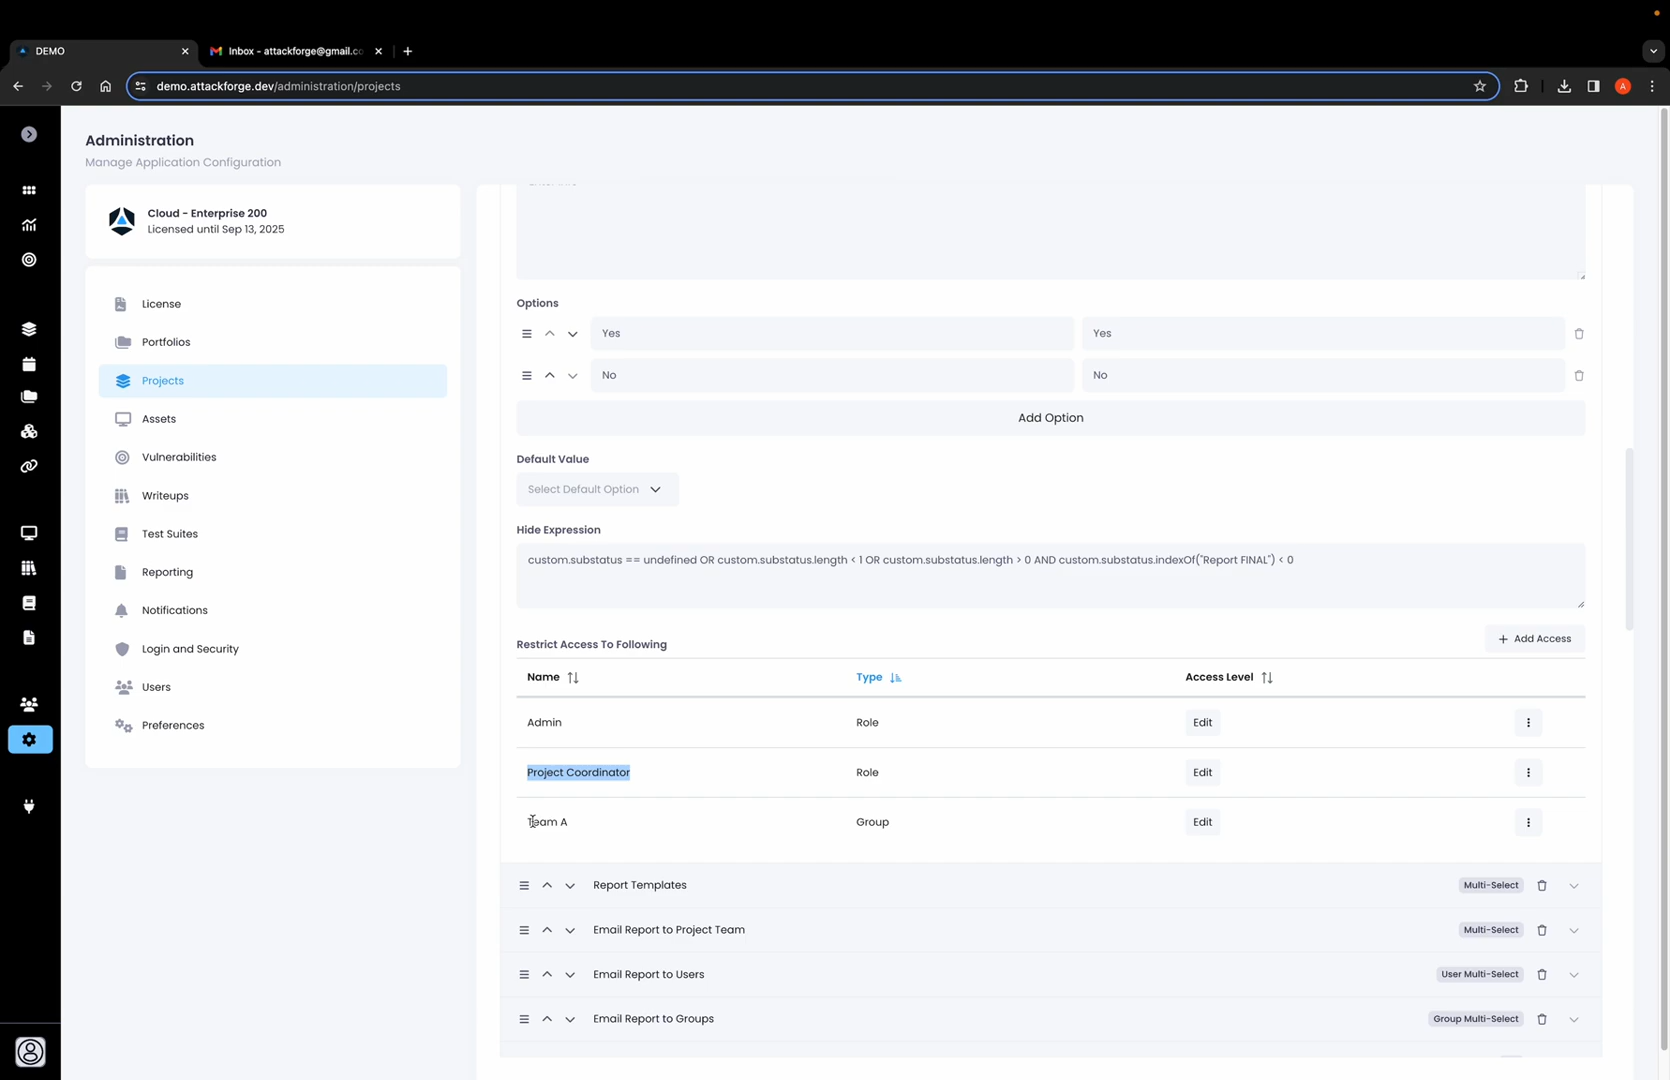 DEMO
Inbox - attackforge@gmail.co
demo.attackforge.dev/administration/projects
A
Administration
Manage Application Configuration
Cloud - Enterprise 200
Licensed until Sep 13, 2025
License
Portfolios
Projects
Assets
Vulnerabilities
Writeups
Test Suites
Reporting
Notifications
Login and Security
Users
Preferences
Options
Yes Yes
No No
Add Option
Default Value
Select Default Option
Hide Expression
custom.substatus == undefined OR custom.substatus.length < 1 OR custom.substatus.length > 0 AND custom.substatus.indexOf("Report FINAL") < 0
Restrict Access To Following
+ Add Access
Name Type Access Level
Admin Role Edit
Project Coordinator Role Edit
Team A Group Edit
Report Templates Multi-Select
Email Report to Project Team Multi-Select
Email Report to Users User Multi-Select
Email Report to Groups Group Multi-Select